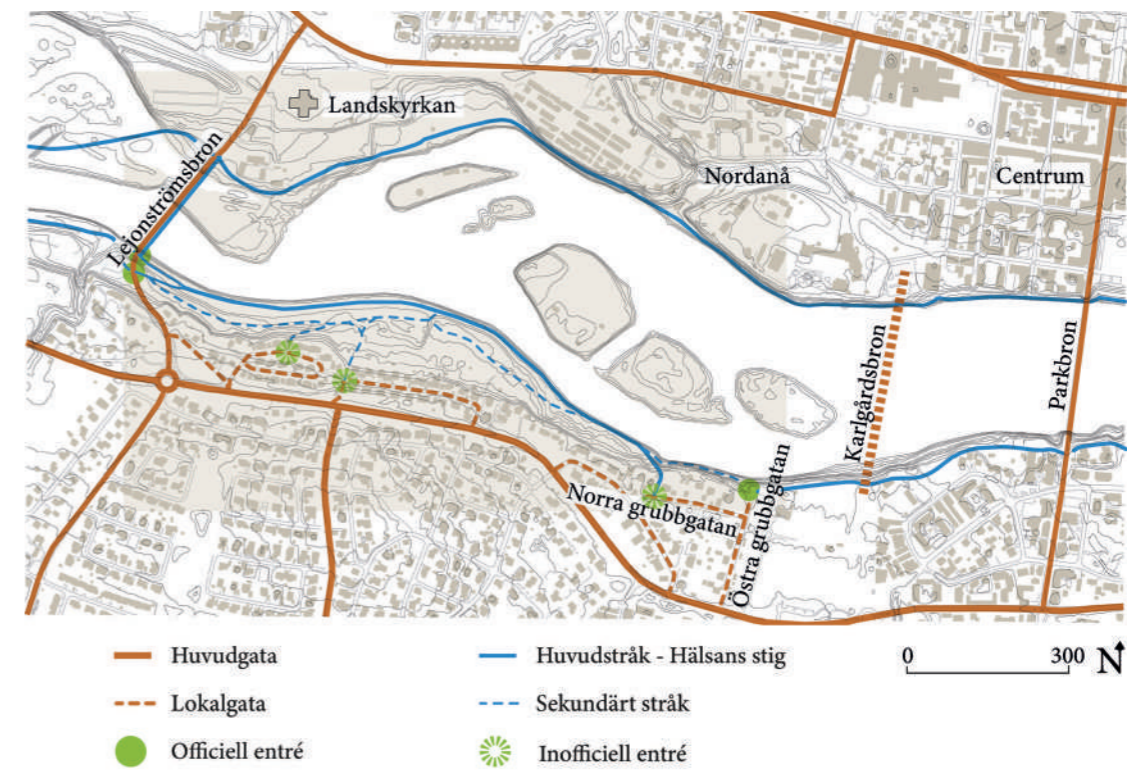 Landskyrkan
Lejonströmsbron
Nordanå
Centrum
Karlgårdsbron
Parkbron
Norra grubbgatan
Östra grubbgatan
Huvudgata
Huvudstråk - Hälsans stig
0 300 N
Lokalgata
Sekundärt stråk
Officiell entré
Inofficiell entré